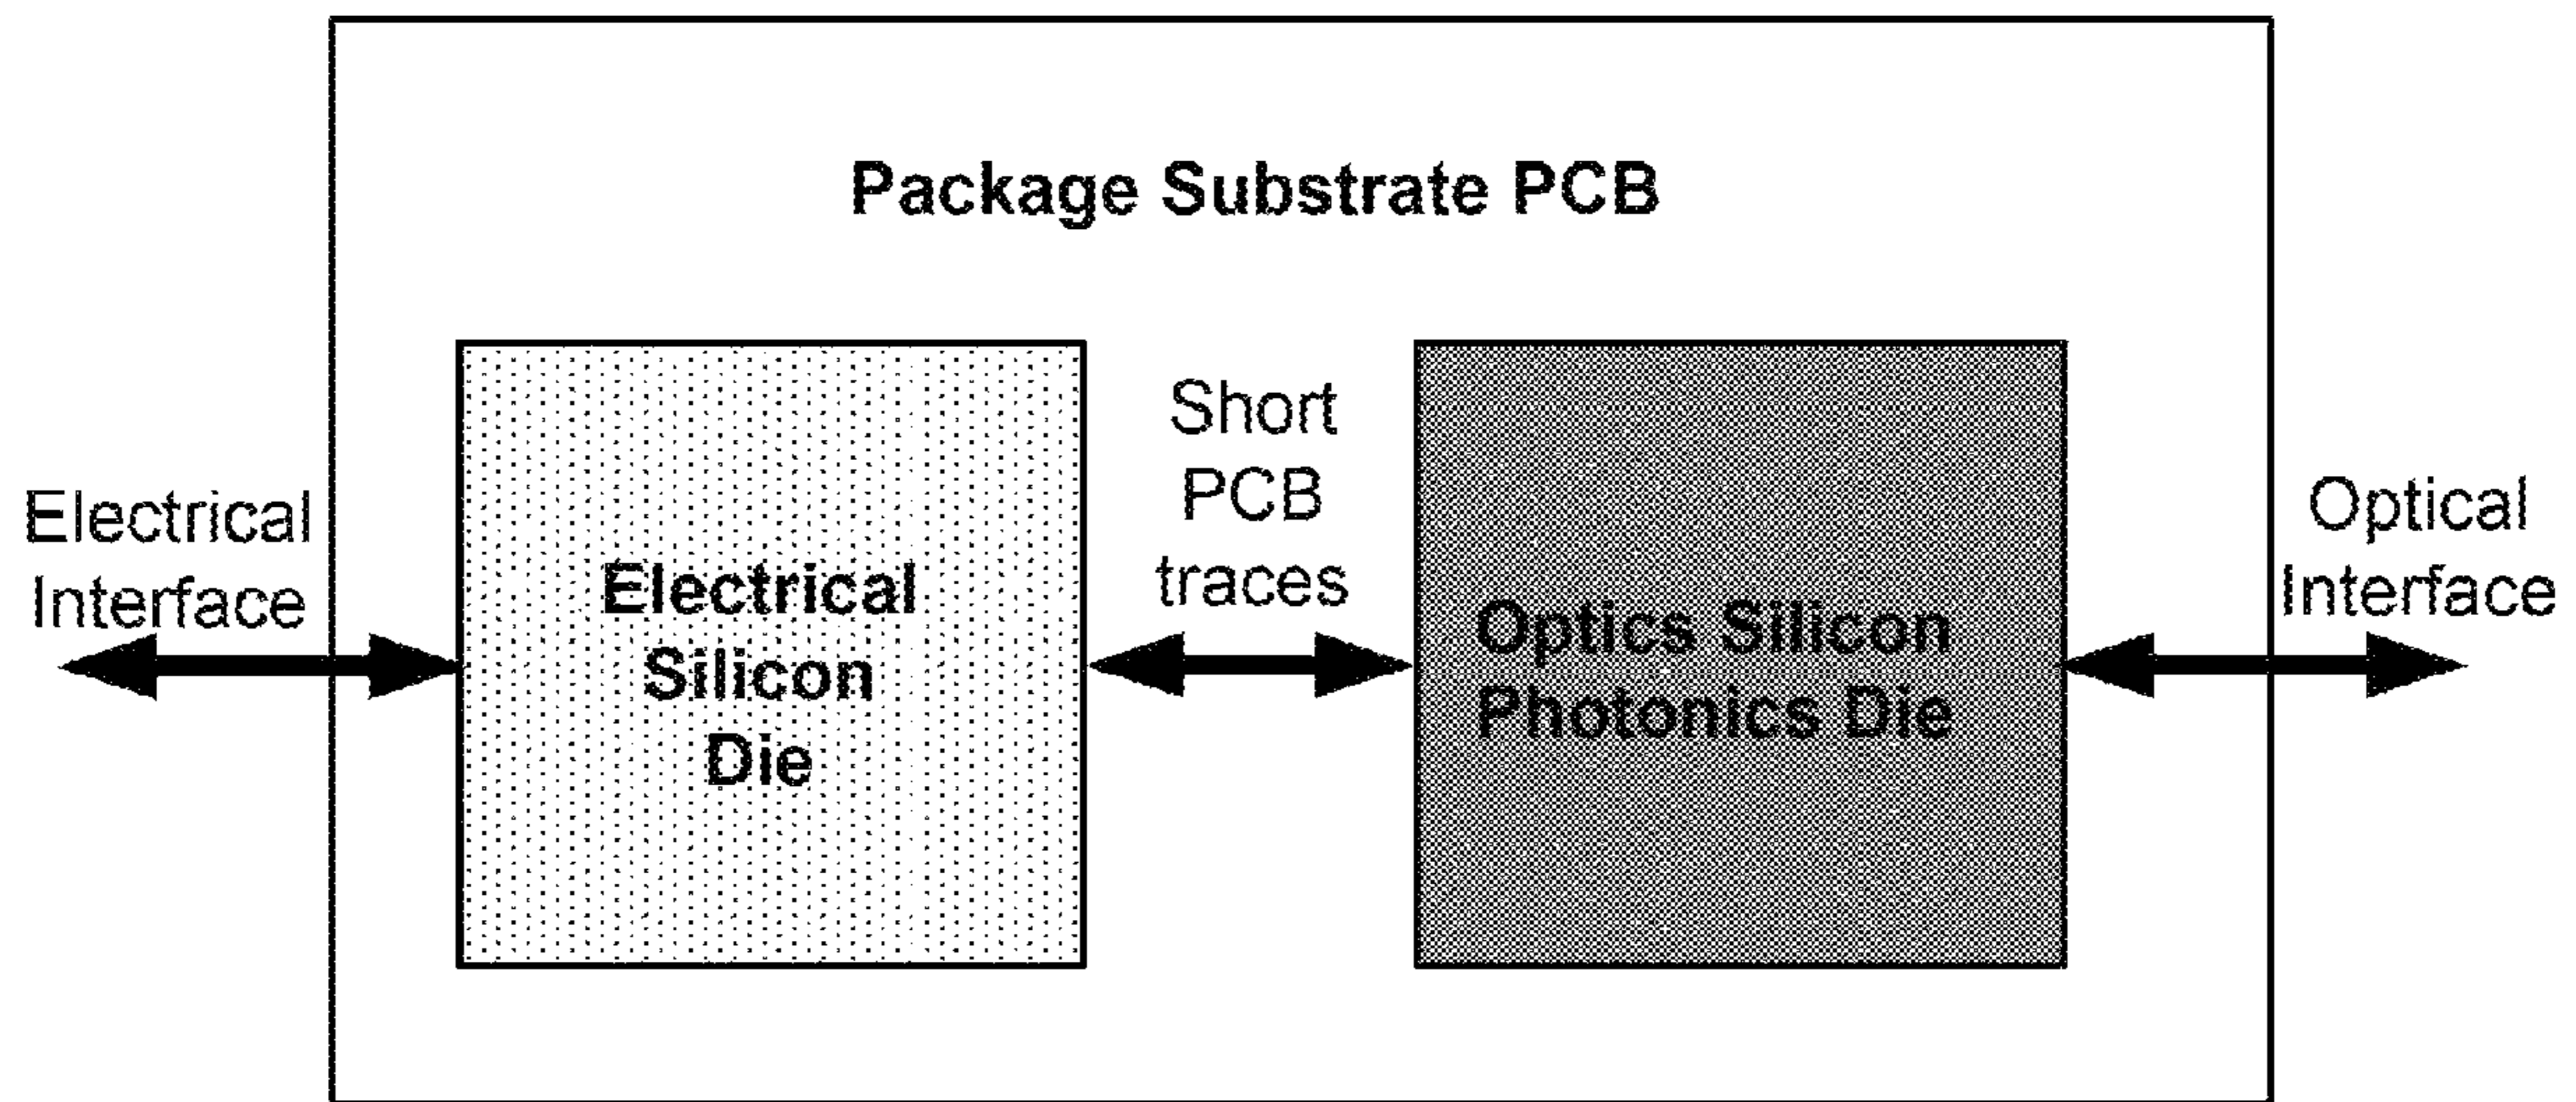 Package Substrate PCB
Electrical
Interface
Electrical
Silicon
Die
Short
PCB
traces
Optics Silicon
Photonics Die
Optical
Interface